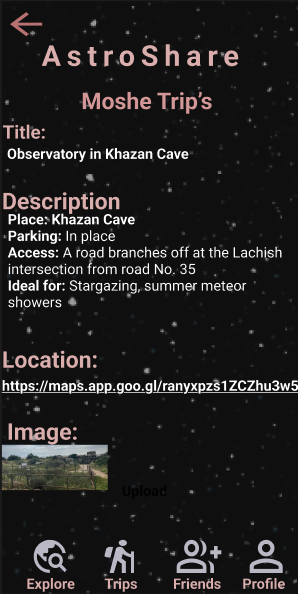 AstroShare
Moshe Trip's
Title:
Observatory in Khazan Cave
Description
Place: Khazan Cave
Parking: In place
Access: A road branches off at the Lachish
intersection from road No. 35
Ideal for: Stargazing, summer meteor
showers
Location:
https://maps.app.goo.gl/ranyxpzs1ZCZhu3w5
Image:
Upload
Explore Trips Friends Profile